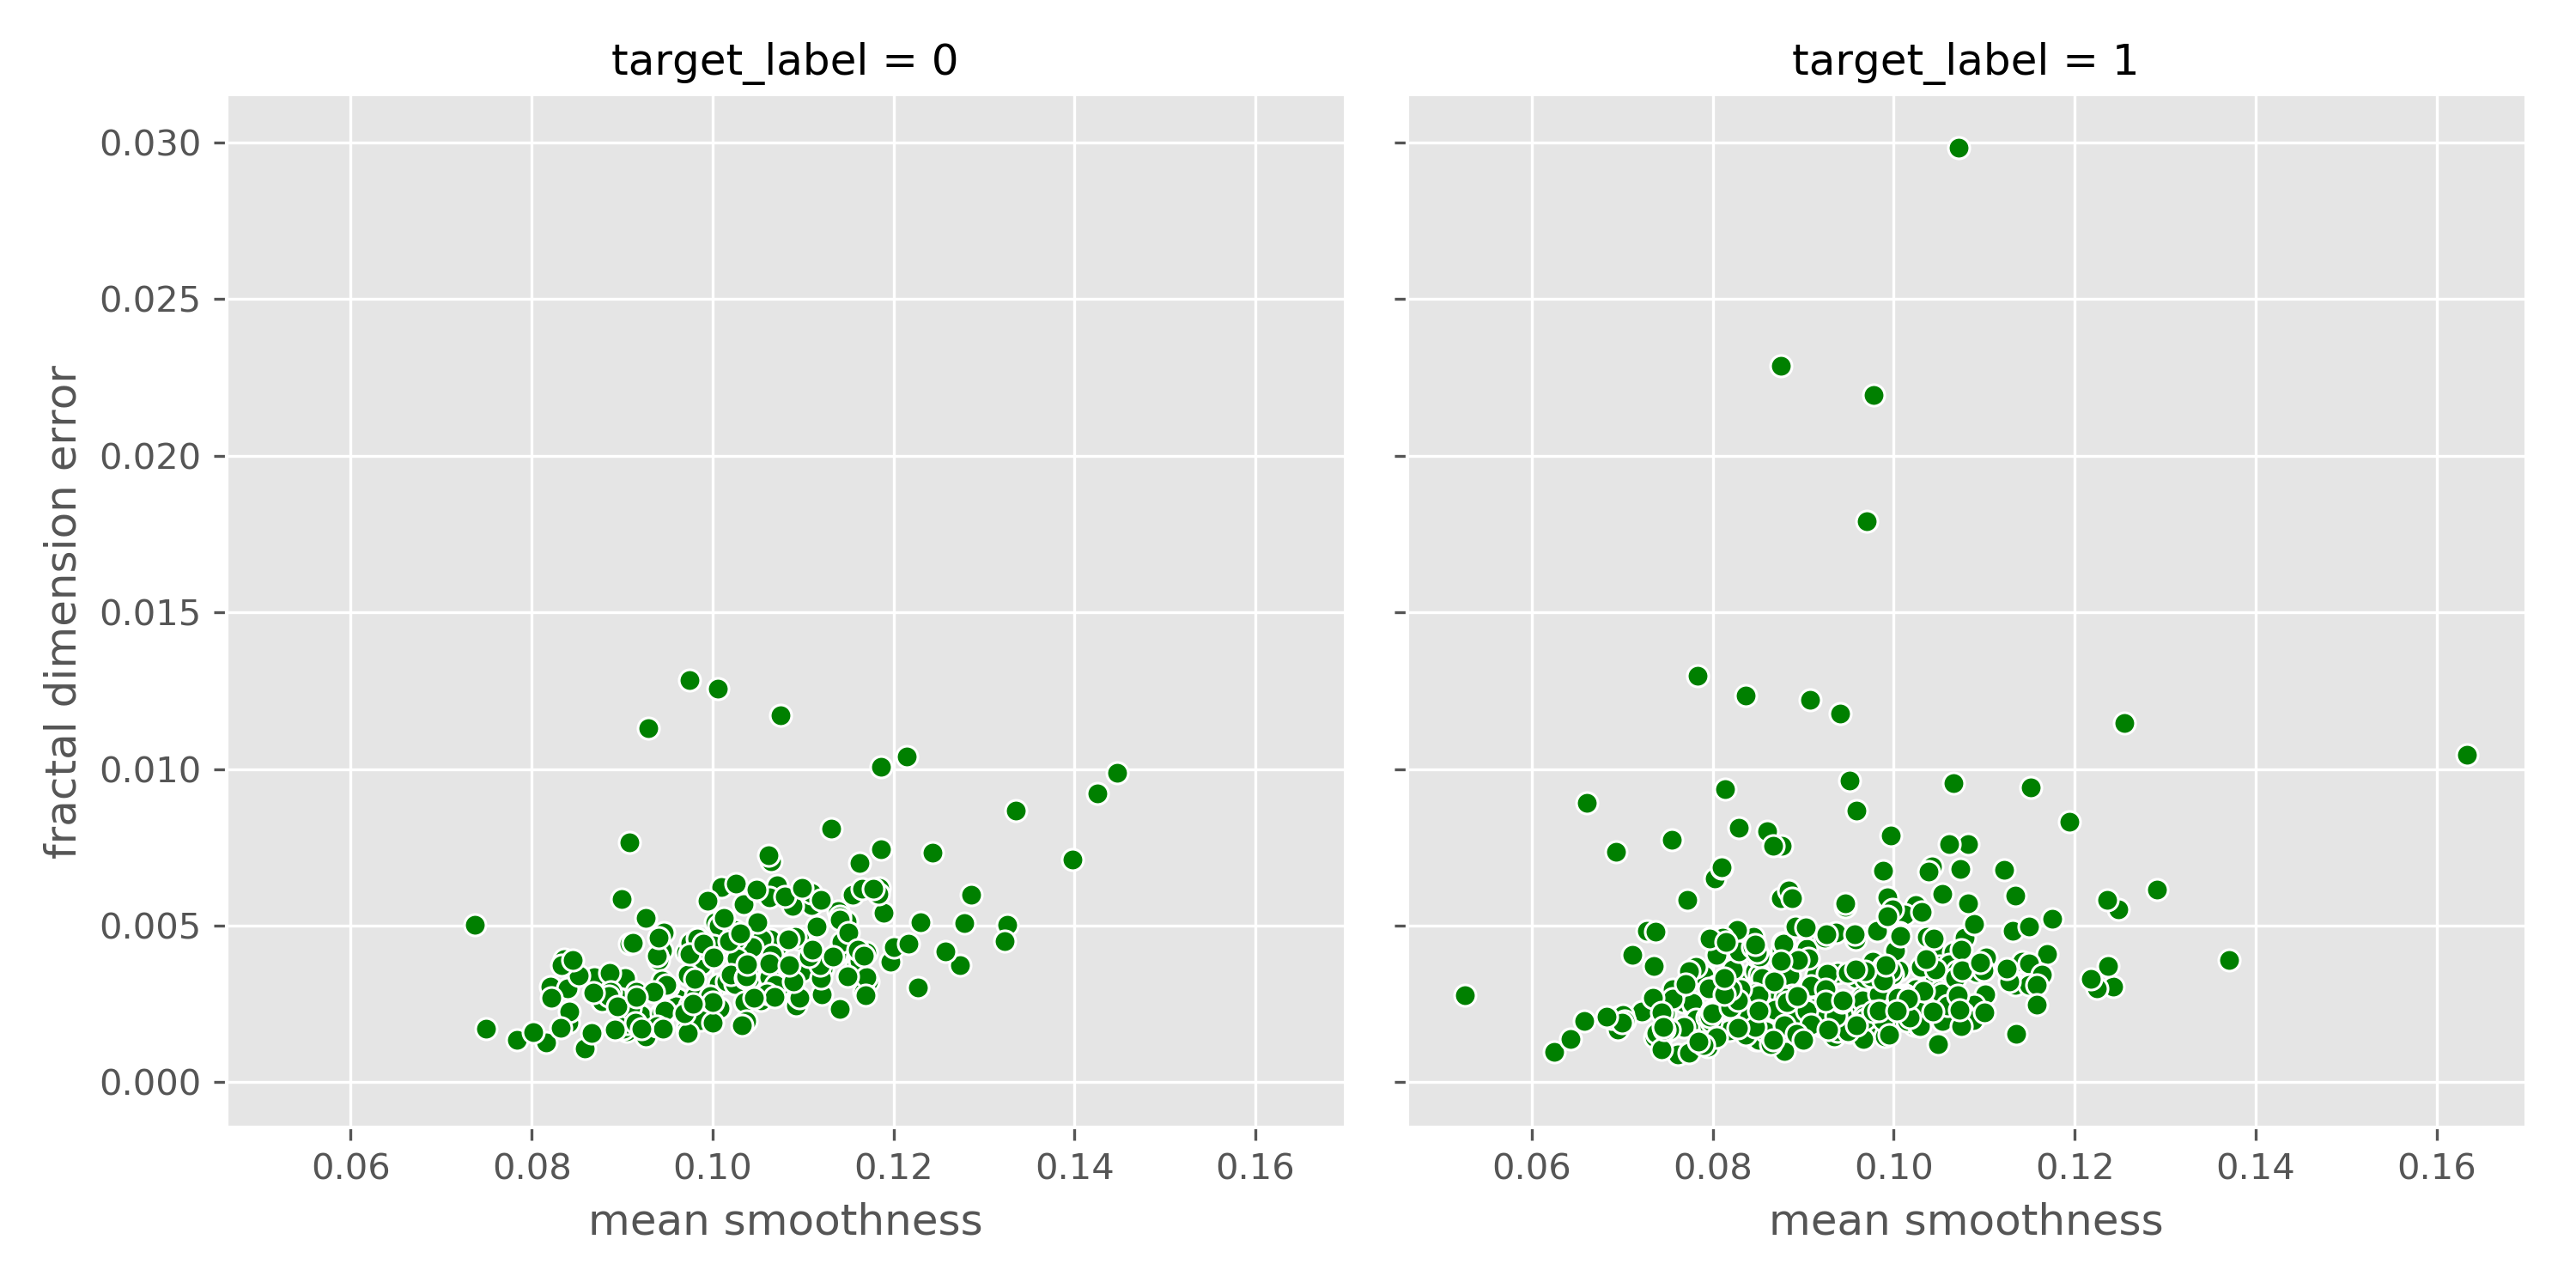 target_label = 0
target_label = 1
fractal dimension error
0.030
0.025
0.020
0.015
0.010
0.005
0.000
0.06 0.08 0.10 0.12 0.14 0.16
0.06 0.08 0.10 0.12 0.14 0.16
mean smoothness
mean smoothness